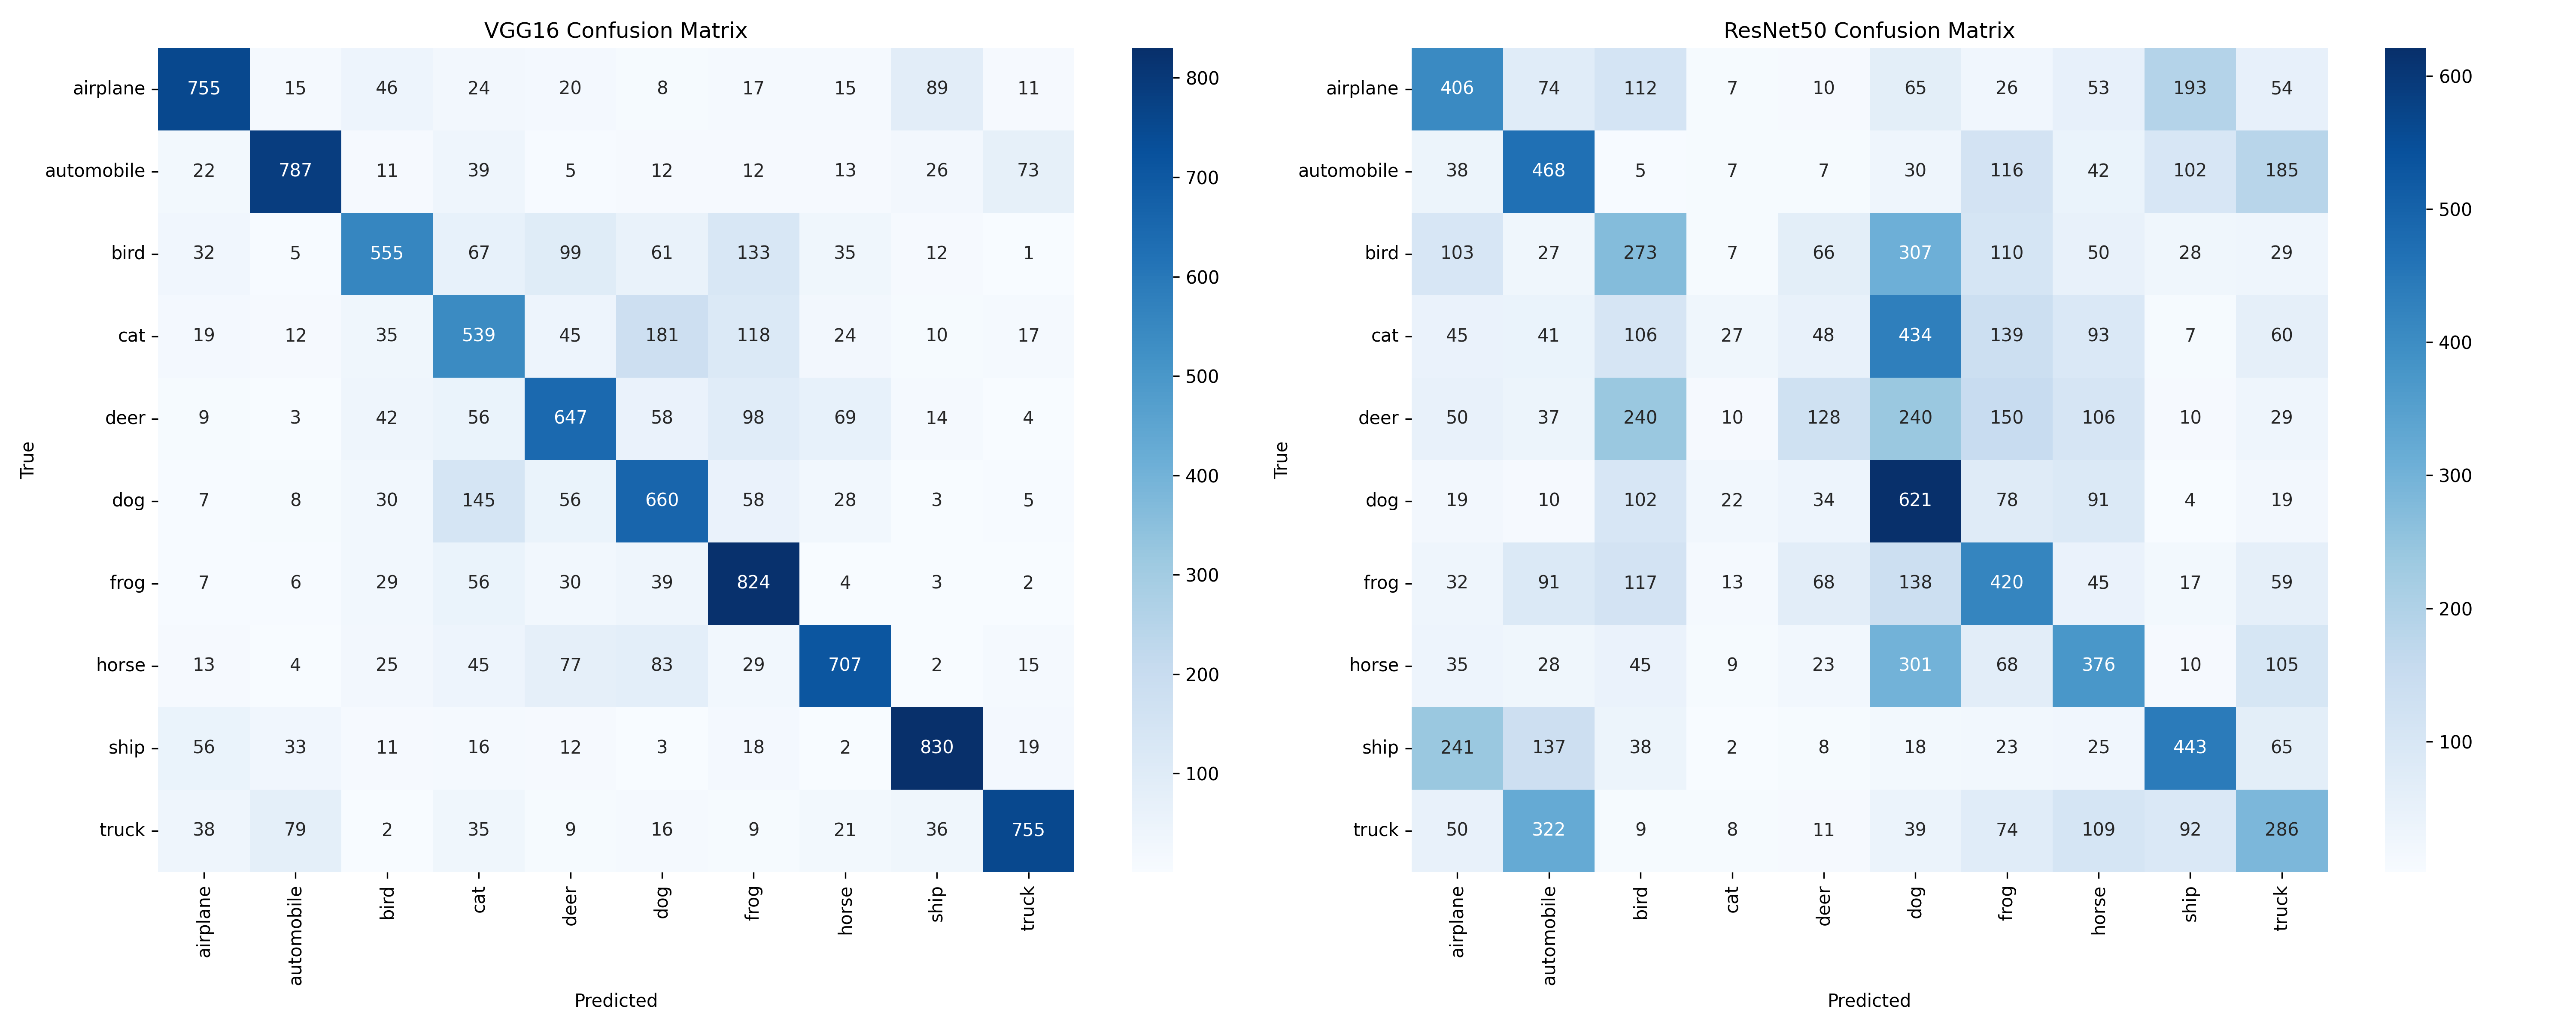 VGG16 Confusion Matrix
True
airplane 755 15 46 24 20 8 17 15 89 11
automobile 22 787 11 39 5 12 12 13 26 73
bird 32 5 555 67 99 61 133 35 12 1
cat 19 12 35 539 45 181 118 24 10 17
deer 9 3 42 56 647 58 98 69 14 4
dog 7 8 30 145 56 660 58 28 3 5
frog 7 6 29 56 30 39 824 4 3 2
horse 13 4 25 45 77 83 29 707 2 15
ship 56 33 11 16 12 3 18 2 830 19
truck 38 79 2 35 9 16 9 21 36 755
airplane automobile bird cat deer dog frog horse ship truck
Predicted
800
700
600
500
400
300
200
100
ResNet50 Confusion Matrix
True
airplane 406 74 112 7 10 65 26 53 193 54
automobile 38 468 5 7 7 30 116 42 102 185
bird 103 27 273 7 66 307 110 50 28 29
cat 45 41 106 27 48 434 139 93 7 60
deer 50 37 240 10 128 240 150 106 10 29
dog 19 10 102 22 34 621 78 91 4 19
frog 32 91 117 13 68 138 420 45 17 59
horse 35 28 45 9 23 301 68 376 10 105
ship 241 137 38 2 8 18 23 25 443 65
truck 50 322 9 8 11 39 74 109 92 286
airplane automobile bird cat deer dog frog horse ship truck
Predicted
600
500
400
300
200
100